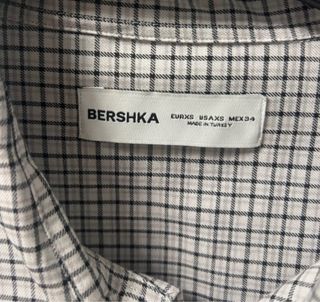 BERSHKA EUR XS USA XS MEX 34
MADE IN TURKEY